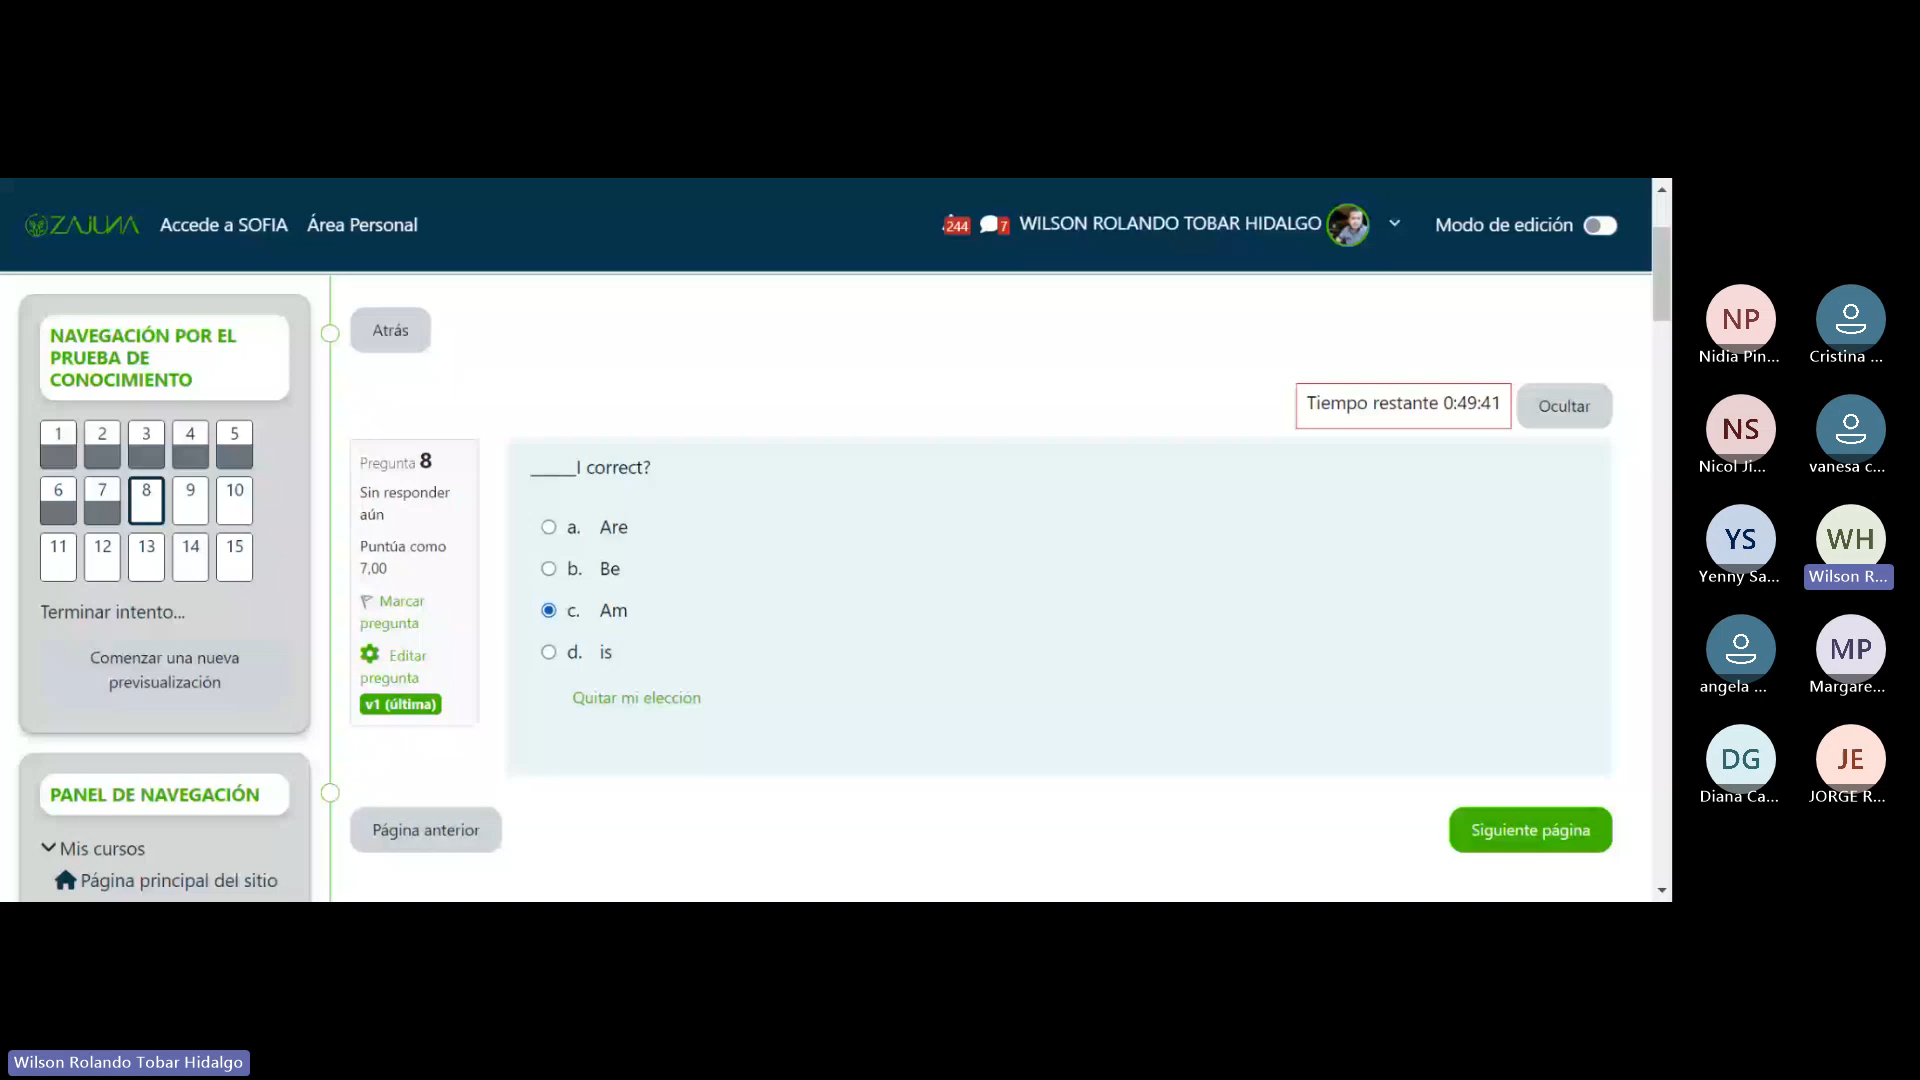 ZAJUNA Accede a SOFIA Área Personal
244 7 WILSON ROLANDO TOBAR HIDALGO Modo de edición
NAVEGACIÓN POR EL
PRUEBA DE
CONOCIMIENTO
1 2 3 4 5
6 7 8 9 10
11 12 13 14 15
Terminar intento...
Comenzar una nueva
previsualización
PANEL DE NAVEGACIÓN
Mis cursos
Página principal del sitio
Atrás
Tiempo restante 0:49:41
Ocultar
Pregunta 8
Sin responder
aún
Puntúa como
7,00
Marcar
pregunta
Editar
pregunta
v1 (última)
_____I correct?
a. Are
b. Be
c. Am
d. is
Quitar mi elección
Página anterior
Siguiente página
NP
Nidia Pin...
Cristina ...
NS
Nicol Ji...
vanesa c...
YS
Yenny Sa...
WH
Wilson R...
angela ...
MP
Margare...
DG
Diana Ca...
JE
JORGE R...
Wilson Rolando Tobar Hidalgo